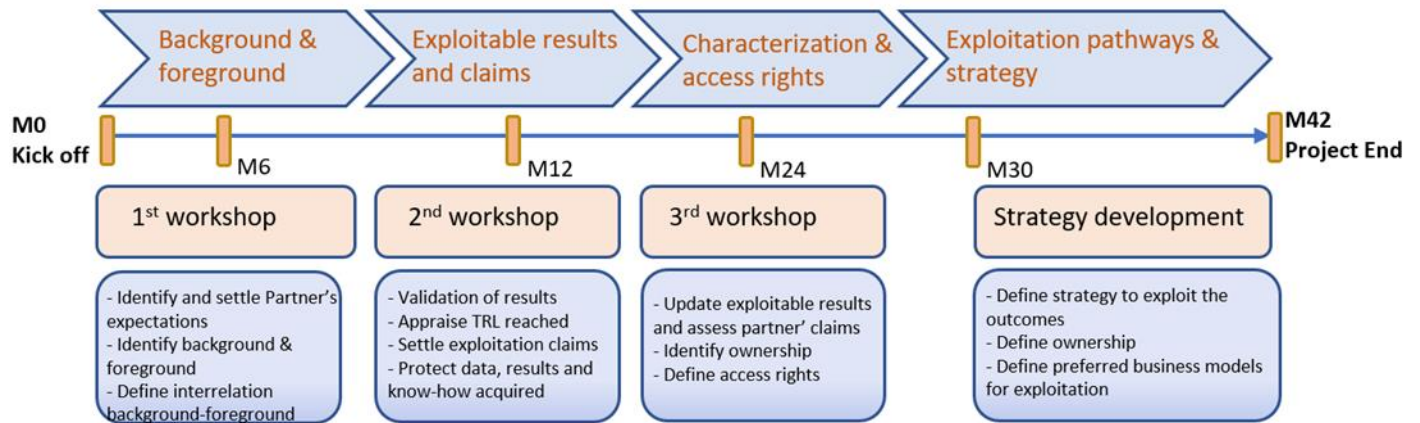 Background &
foreground
Exploitable results
and claims
Characterization &
access rights
Exploitation pathways &
strategy
M0
Kick off
M6
M12
M24
M30
M42
Project End
1st workshop
2nd workshop
3rd workshop
Strategy development
- Identify and settle Partner's
expectations
- Identify background &
foreground
- Define interrelation
background-foreground
- Validation of results
- Appraise TRL reached
- Settle exploitation claims
- Protect data, results and
know-how acquired
- Update exploitable results
and assess partner' claims
- Identify ownership
- Define access rights
- Define strategy to exploit the
outcomes
- Define ownership
- Define preferred business models
for exploitation